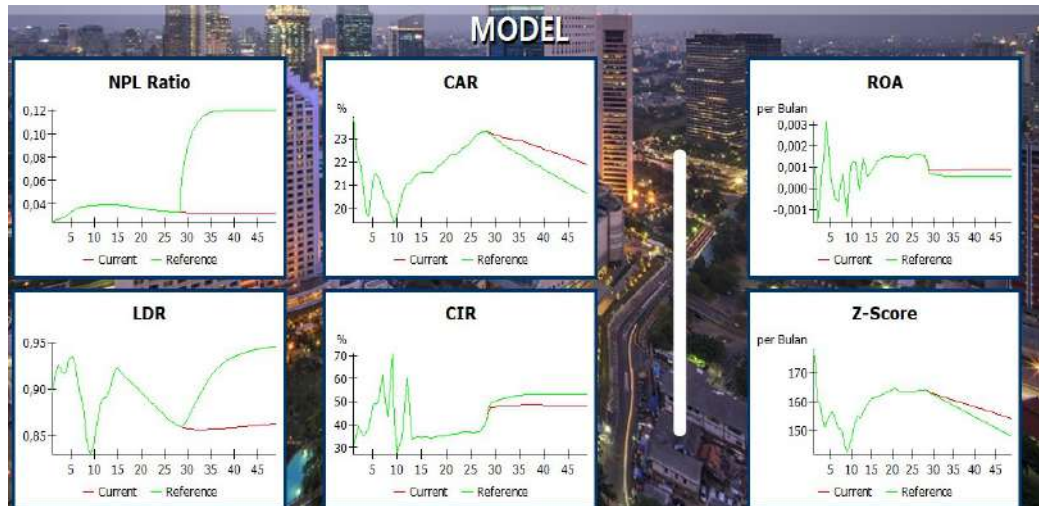 MODEL
NPL Ratio
0,12
0,10
0,08
0,06
0,04
5 10 15 20 25 30 35 40 45
Current Reference
CAR
%
23
22
21
20
5 10 15 20 25 30 35 40 45
Current Reference
ROA
per Bulan
0,003
0,001
0,000
-0,001
5 10 15 20 25 30 35 40 45
Current Reference
LDR
0,95
0,90
0,85
5 10 15 20 25 30 35 40 45
Current Reference
CIR
%
70
60
50
40
30
5 10 15 20 25 30 35 40 45
Current Reference
Z-Score
per Bulan
170
160
150
5 10 15 20 25 30 35 40 45
Current Reference